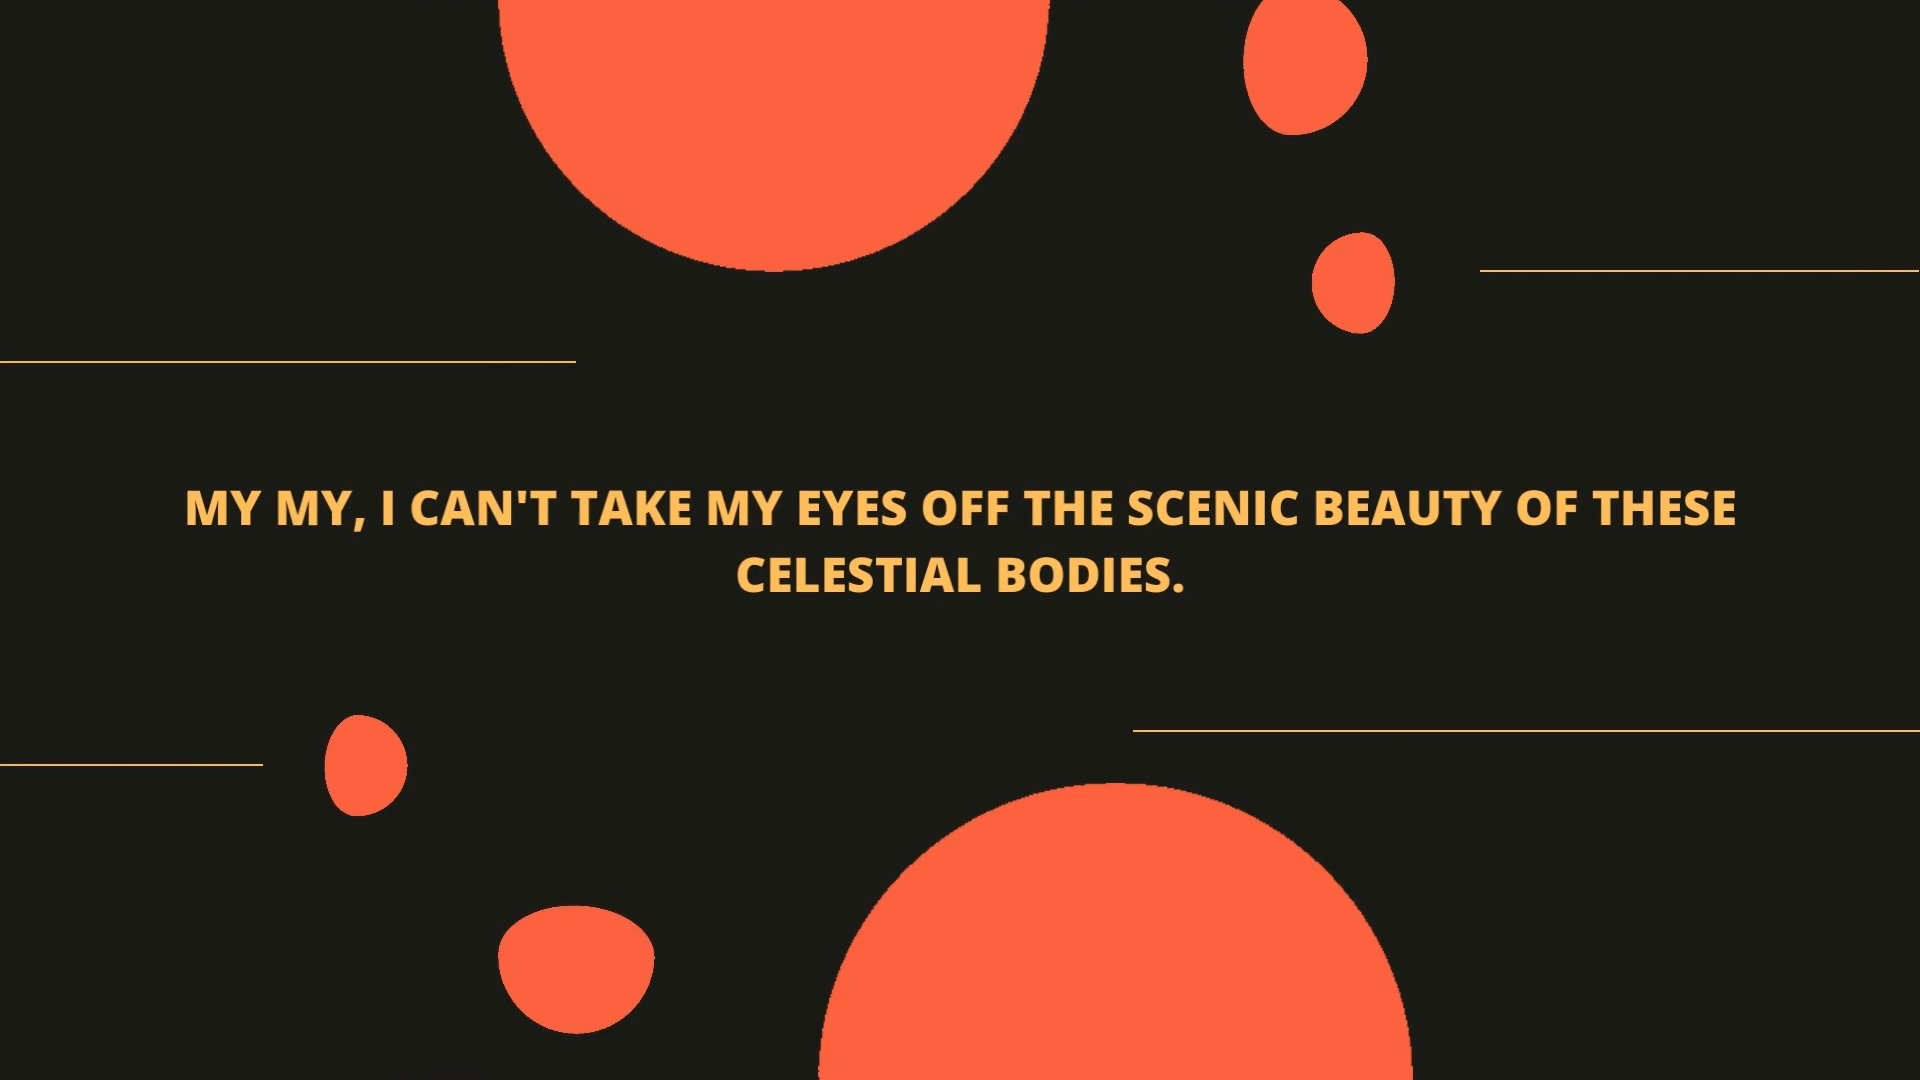 MY MY, I CAN'T TAKE MY EYES OFF THE SCENIC BEAUTY OF THESE
CELESTIAL BODIES.